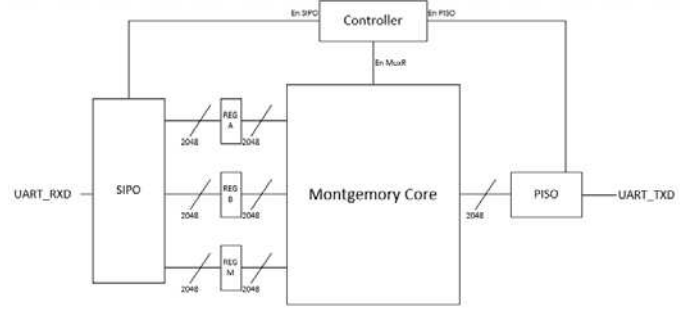 En SIPO
Controller
En PISO
En MuxR
2048
REG
A
2048
SIPO
UART_RXD
2048
REG
B
2048
Montgemory Core
2048
PISO
UART_TXD
2048
REG
M
2048